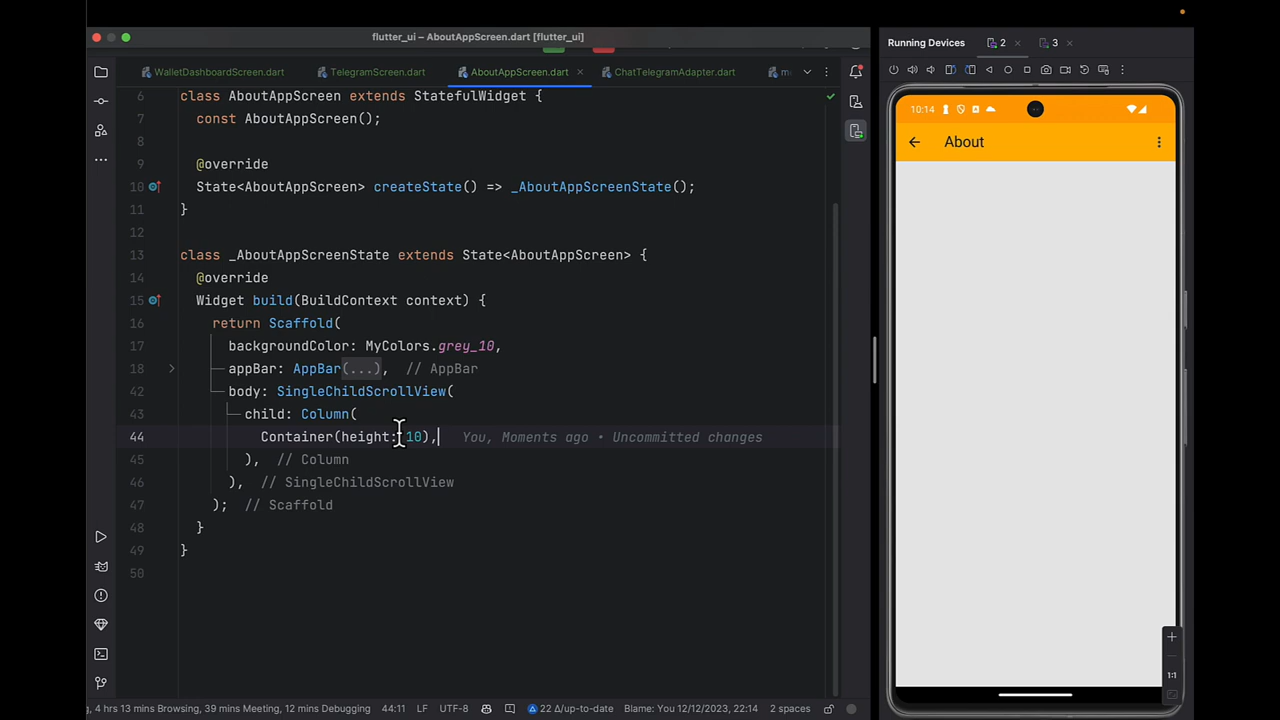 flutter_ui – AboutAppScreen.dart [flutter_ui]
WalletDashboardScreen.dart
TelegramScreen.dart
AboutAppScreen.dart
ChatTelegramAdapter.dart
6 class AboutAppScreen extends StatefulWidget {
7 const AboutAppScreen();
8
9 @override
10 State<AboutAppScreen> createState() => _AboutAppScreenState();
11 }
12
13 class _AboutAppScreenState extends State<AboutAppScreen> {
14 @override
15 Widget build(BuildContext context) {
16 return Scaffold(
17 backgroundColor: MyColors.grey_10,
18 appBar: AppBar(...), // AppBar
42 body: SingleChildScrollView(
43 child: Column(
44 Container(height: 10), You, Moments ago • Uncommitted changes
45 ), // Column
46 ), // SingleChildScrollView
47 ); // Scaffold
48 }
49 }
50
, 4 hrs 13 mins Browsing, 39 mins Meeting, 12 mins Debugging
44:11
LF
UTF-8
22 Δ/up-to-date
Blame: You 12/12/2023, 22:14
2 spaces
Running Devices
2
3
10:14
About
1:1